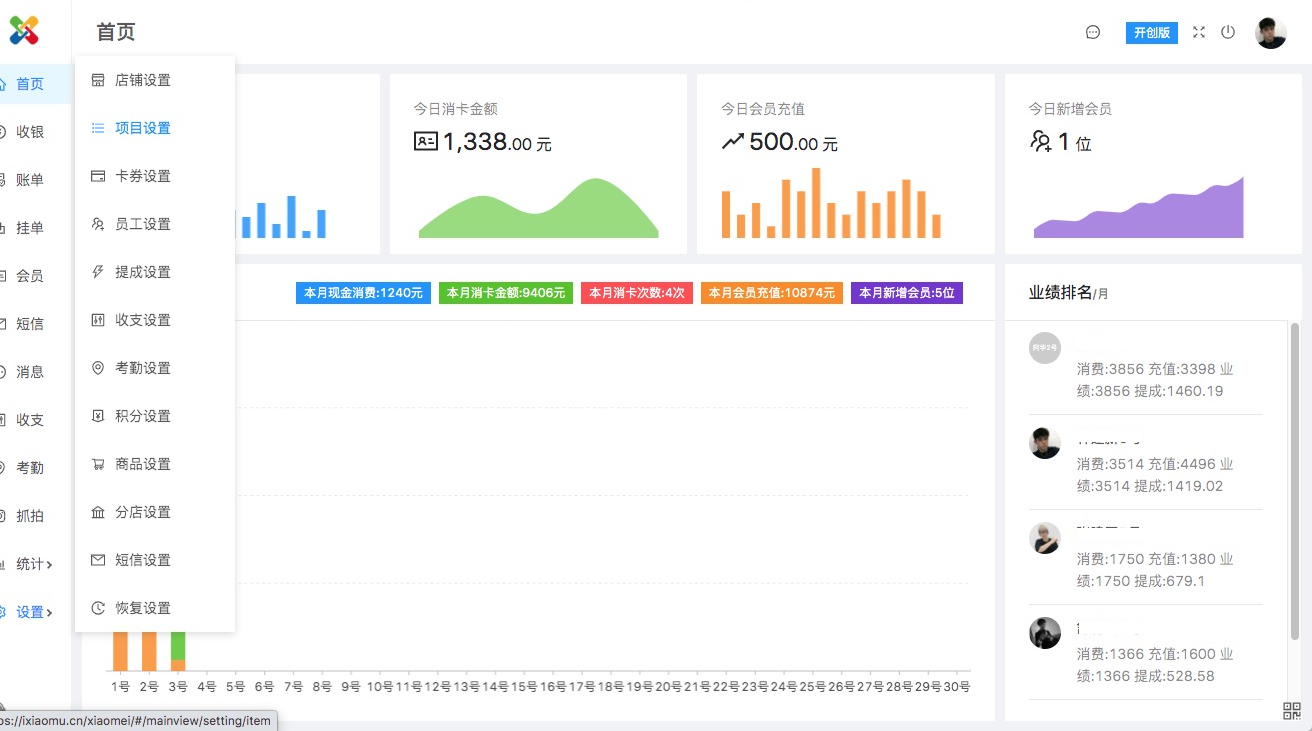 首页
开创版
首页
收银
账单
挂单
会员
短信
消息
收支
考勤
抓拍
统计
设置
店铺设置
项目设置
卡券设置
员工设置
提成设置
收支设置
考勤设置
积分设置
商品设置
分店设置
短信设置
恢复设置
今日消卡金额
1,338.00 元
今日会员充值
500.00 元
今日新增会员
1 位
本月现金消费:1240元 本月消卡金额:9406元 本月消卡次数:4次 本月会员充值:10874元 本月新增会员:5位
1号 2号 3号 4号 5号 6号 7号 8号 9号 10号 11号 12号 13号 14号 15号 16号 17号 18号 19号 20号 21号 22号 23号 24号 25号 26号 27号 28号 29号 30号
业绩排名/月
消费:3856 充值:3398 业
绩:3856 提成:1460.19
消费:3514 充值:4496 业
绩:3514 提成:1419.02
消费:1750 充值:1380 业
绩:1750 提成:679.1
消费:1366 充值:1600 业
绩:1366 提成:528.58
ps://ixiaomu.cn/xiaomei/#/mainview/setting/item